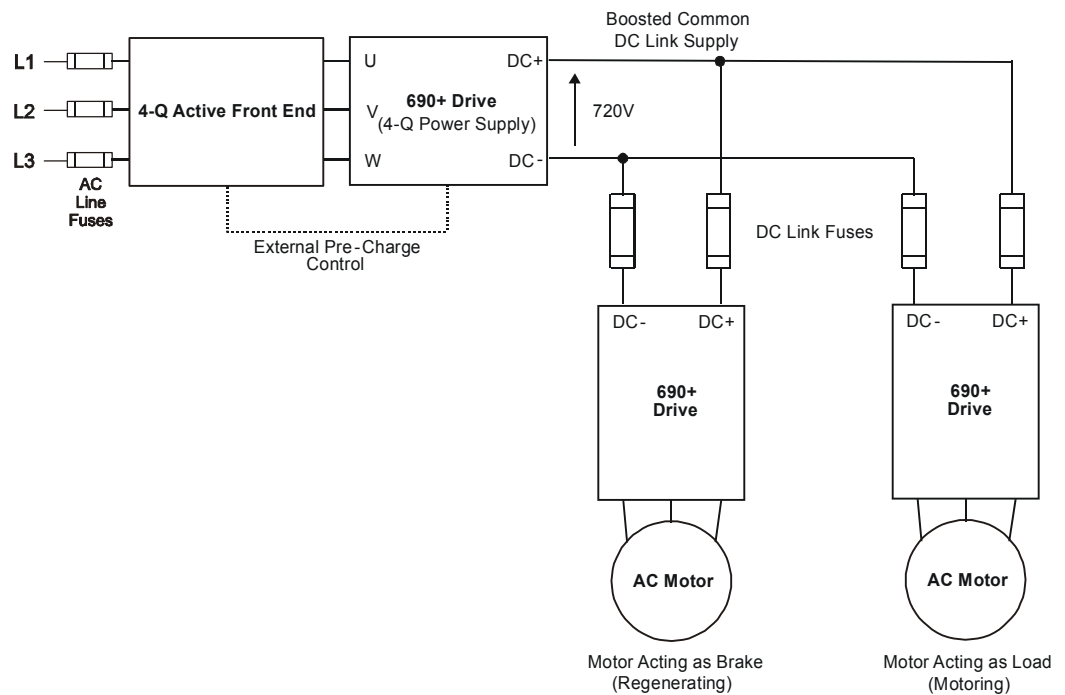 Boosted Common
DC Link Supply
L1
U
DC+
L2
4-Q Active Front End
V
690+ Drive
(4-Q Power Supply)
720V
L3
W
DC-
AC
Line
Fuses
External Pre-Charge
Control
DC Link Fuses
DC-
DC+
DC-
DC+
690+
Drive
690+
Drive
AC Motor
AC Motor
Motor Acting as Brake
(Regenerating)
Motor Acting as Load
(Motoring)